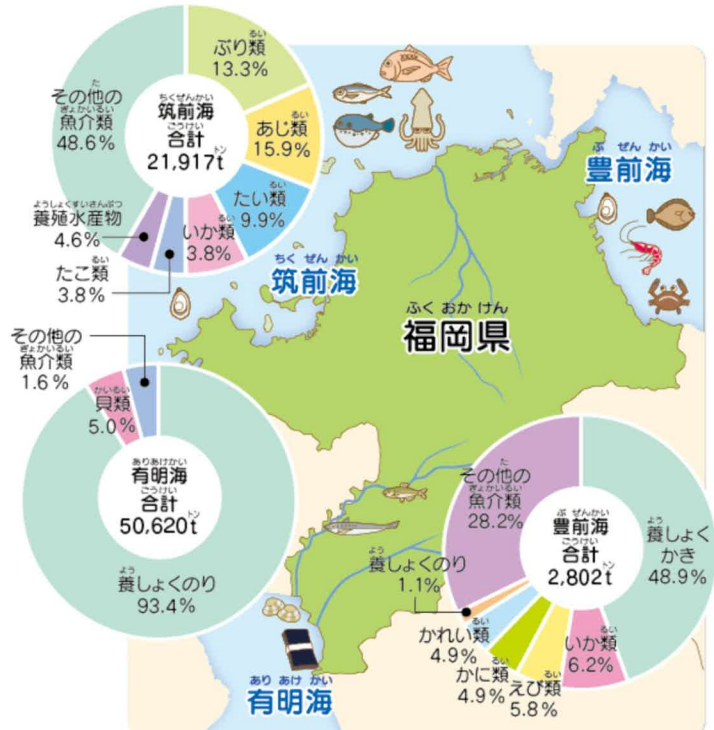 ぶり類
13.3%
あじ類
15.9%
たい類
9.9%
いか類
3.8%
たこ類
3.8%
養殖水産物
4.6%
その他の
魚介類
48.6%
筑前海
合計
21,917t
筑前海
豊前海
福岡県
その他の
魚介類
1.6%
貝類
5.0%
有明海
合計
50,620t
養しょくのり
93.4%
有明海
その他の
魚介類
28.2%
養しょくのり
1.1%
かれい類
4.9%
かに類
4.9%
えび類
5.8%
いか類
6.2%
養しょく
かき
48.9%
豊前海
合計
2,802t